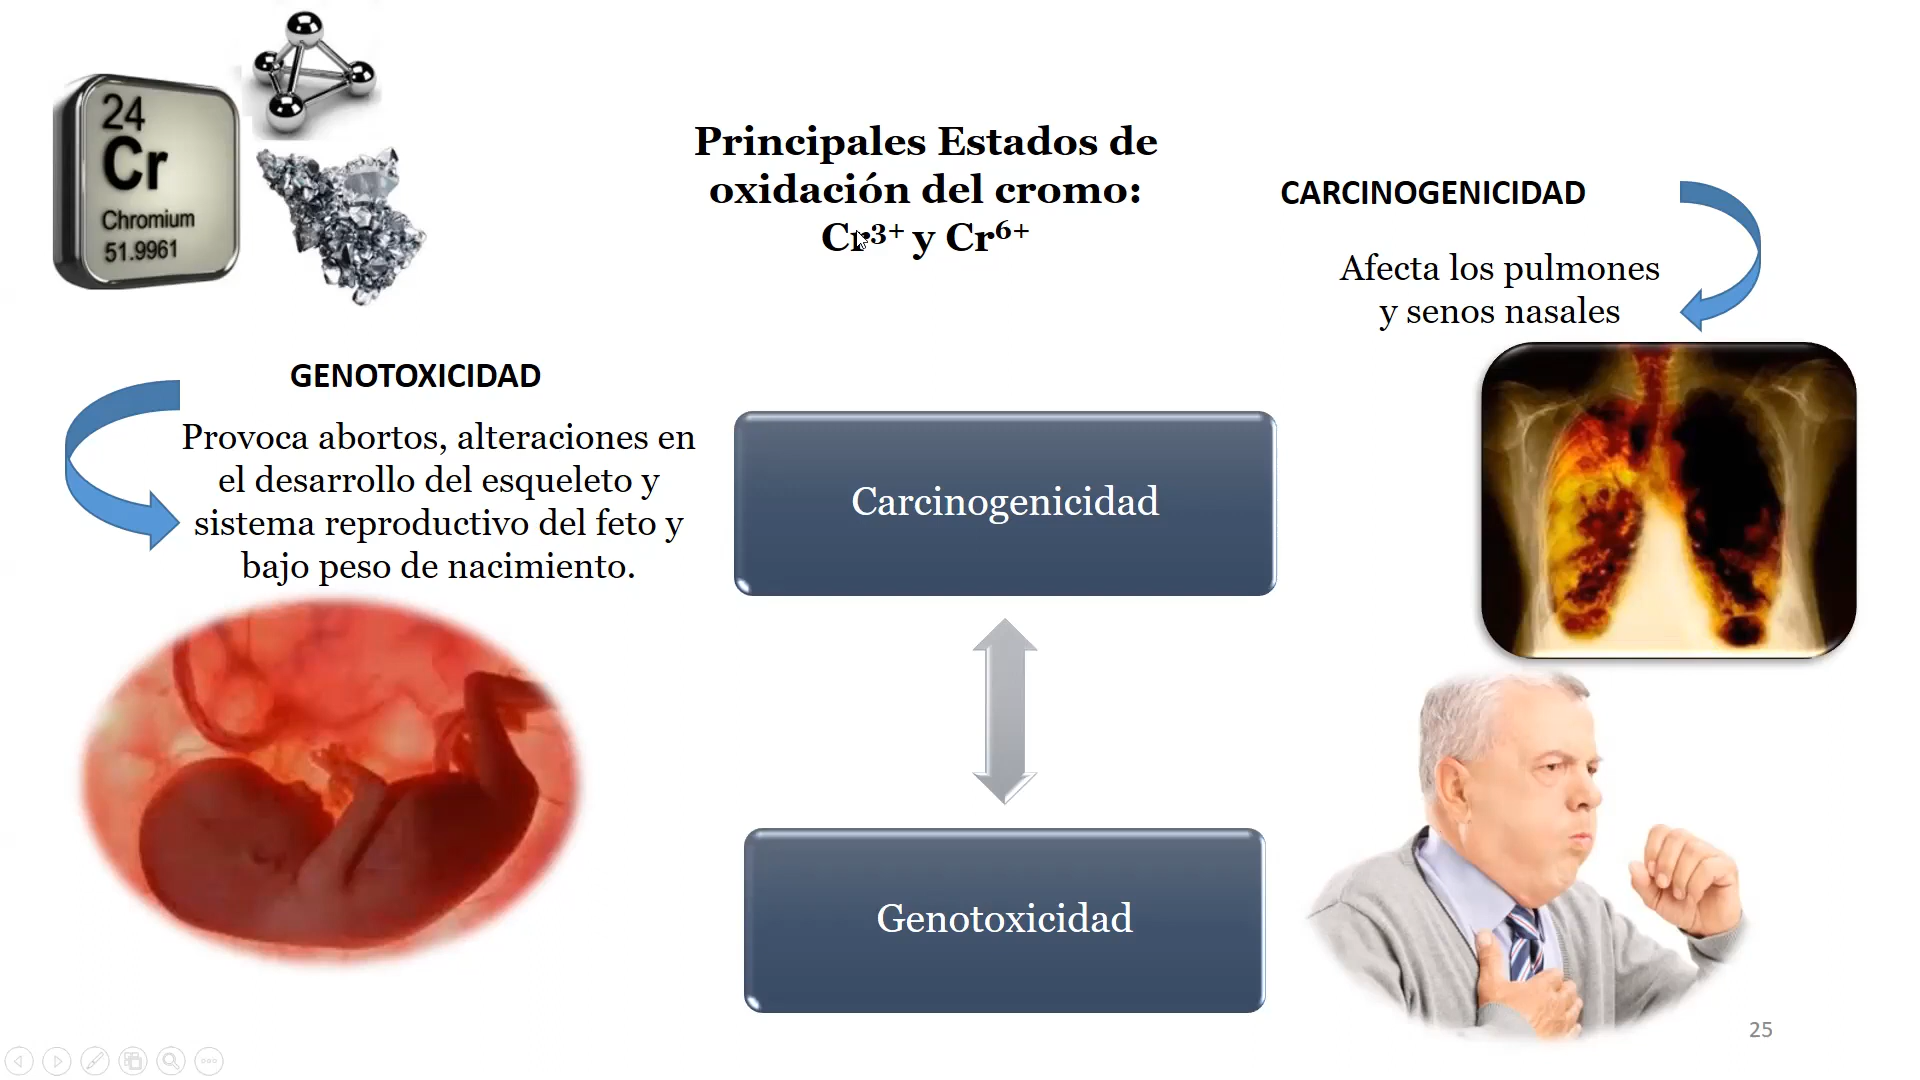 24
Cr
Chromium
51.9961
Principales Estados de
oxidación del cromo:
Cr³⁺ y Cr⁶⁺
CARCINOGENICIDAD
Afecta los pulmones
y senos nasales
GENOTOXICIDAD
Provoca abortos, alteraciones en
el desarrollo del esqueleto y
sistema reproductivo del feto y
bajo peso de nacimiento.
Carcinogenicidad
Genotoxicidad
25